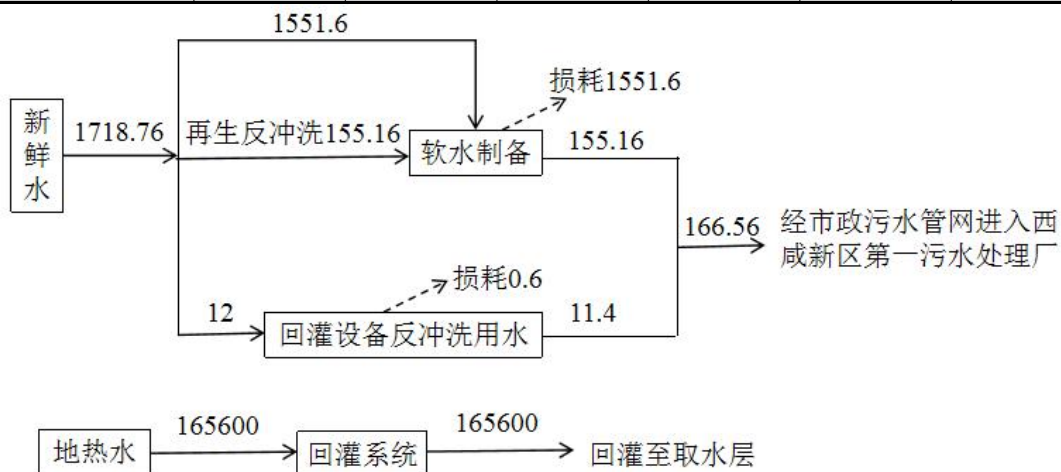 1551.6
损耗1551.6
新鲜水
1718.76
再生反冲洗155.16
软水制备
155.16
166.56
经市政污水管网进入西
咸新区第一污水处理厂
损耗0.6
12
回灌设备反冲洗用水
11.4
地热水
165600
回灌系统
165600
回灌至取水层